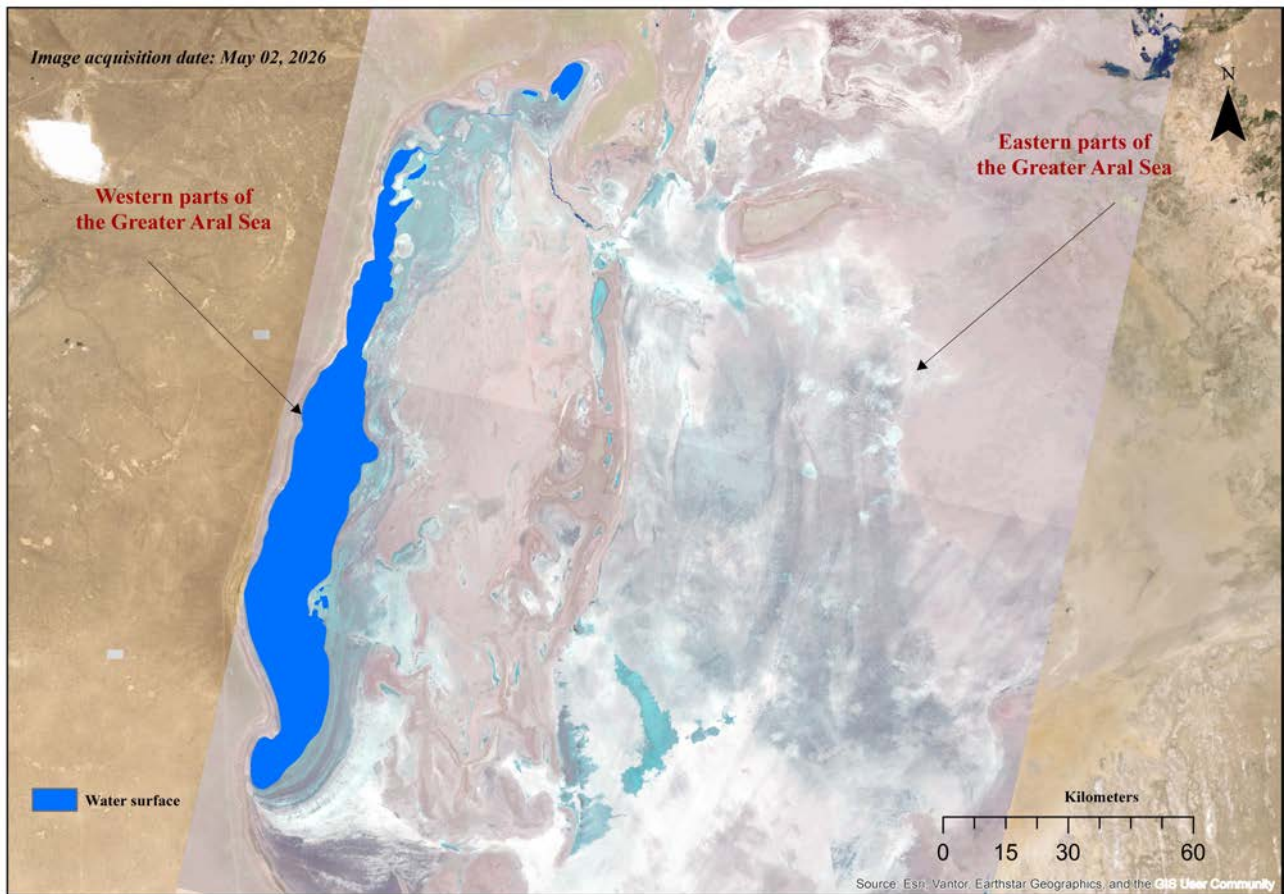 Image acquisition date: May 02, 2026
N
Western parts of
the Greater Aral Sea
Eastern parts of
the Greater Aral Sea
Water surface
Kilometers
0 15 30 60
Source: Esri, Vantor, Earthstar Geographics, and the GIS User Community